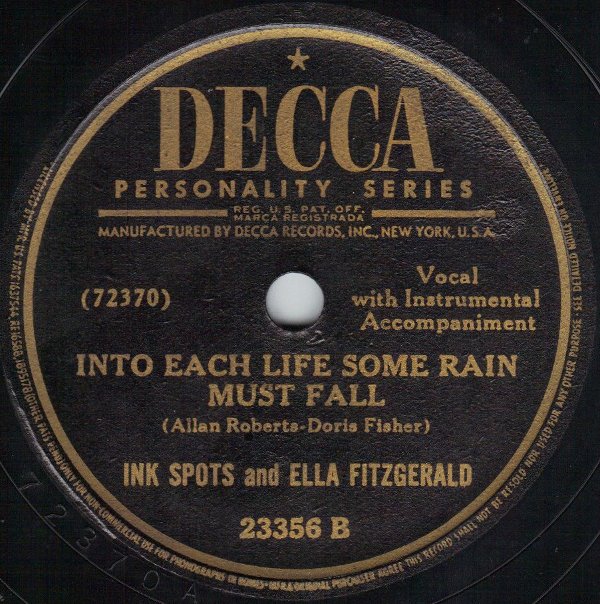 DECCA
PERSONALITY SERIES
REG. U.S. PAT. OFF.
MARCA REGISTRADA
MANUFACTURED BY DECCA RECORDS, INC., NEW YORK, U.S.A.
(72370)
Vocal
with Instrumental
Accompaniment
INTO EACH LIFE SOME RAIN
MUST FALL
(Allan Roberts-Doris Fisher)
INK SPOTS and ELLA FITZGERALD
23356 B
72370A